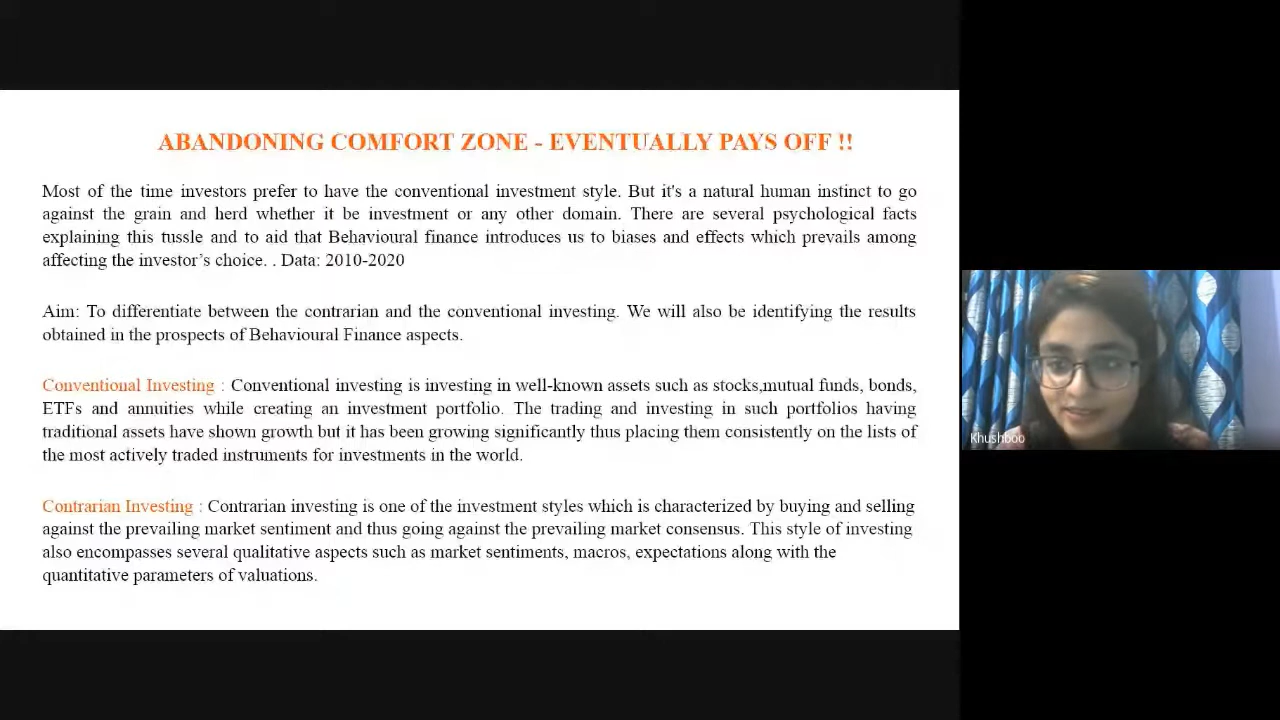 ABANDONING COMFORT ZONE - EVENTUALLY PAYS OFF !!
Most of the time investors prefer to have the conventional investment style. But it's a natural human instinct to go
against the grain and herd whether it be investment or any other domain. There are several psychological facts
explaining this tussle and to aid that Behavioural finance introduces us to biases and effects which prevails among
affecting the investor’s choice. . Data: 2010-2020
Aim: To differentiate between the contrarian and the conventional investing. We will also be identifying the results
obtained in the prospects of Behavioural Finance aspects.
Conventional Investing : Conventional investing is investing in well-known assets such as stocks,mutual funds, bonds,
ETFs and annuities while creating an investment portfolio. The trading and investing in such portfolios having
traditional assets have shown growth but it has been growing significantly thus placing them consistently on the lists of
the most actively traded instruments for investments in the world.
Contrarian Investing : Contrarian investing is one of the investment styles which is characterized by buying and selling
against the prevailing market sentiment and thus going against the prevailing market consensus. This style of investing
also encompasses several qualitative aspects such as market sentiments, macros, expectations along with the
quantitative parameters of valuations.
Khushboo